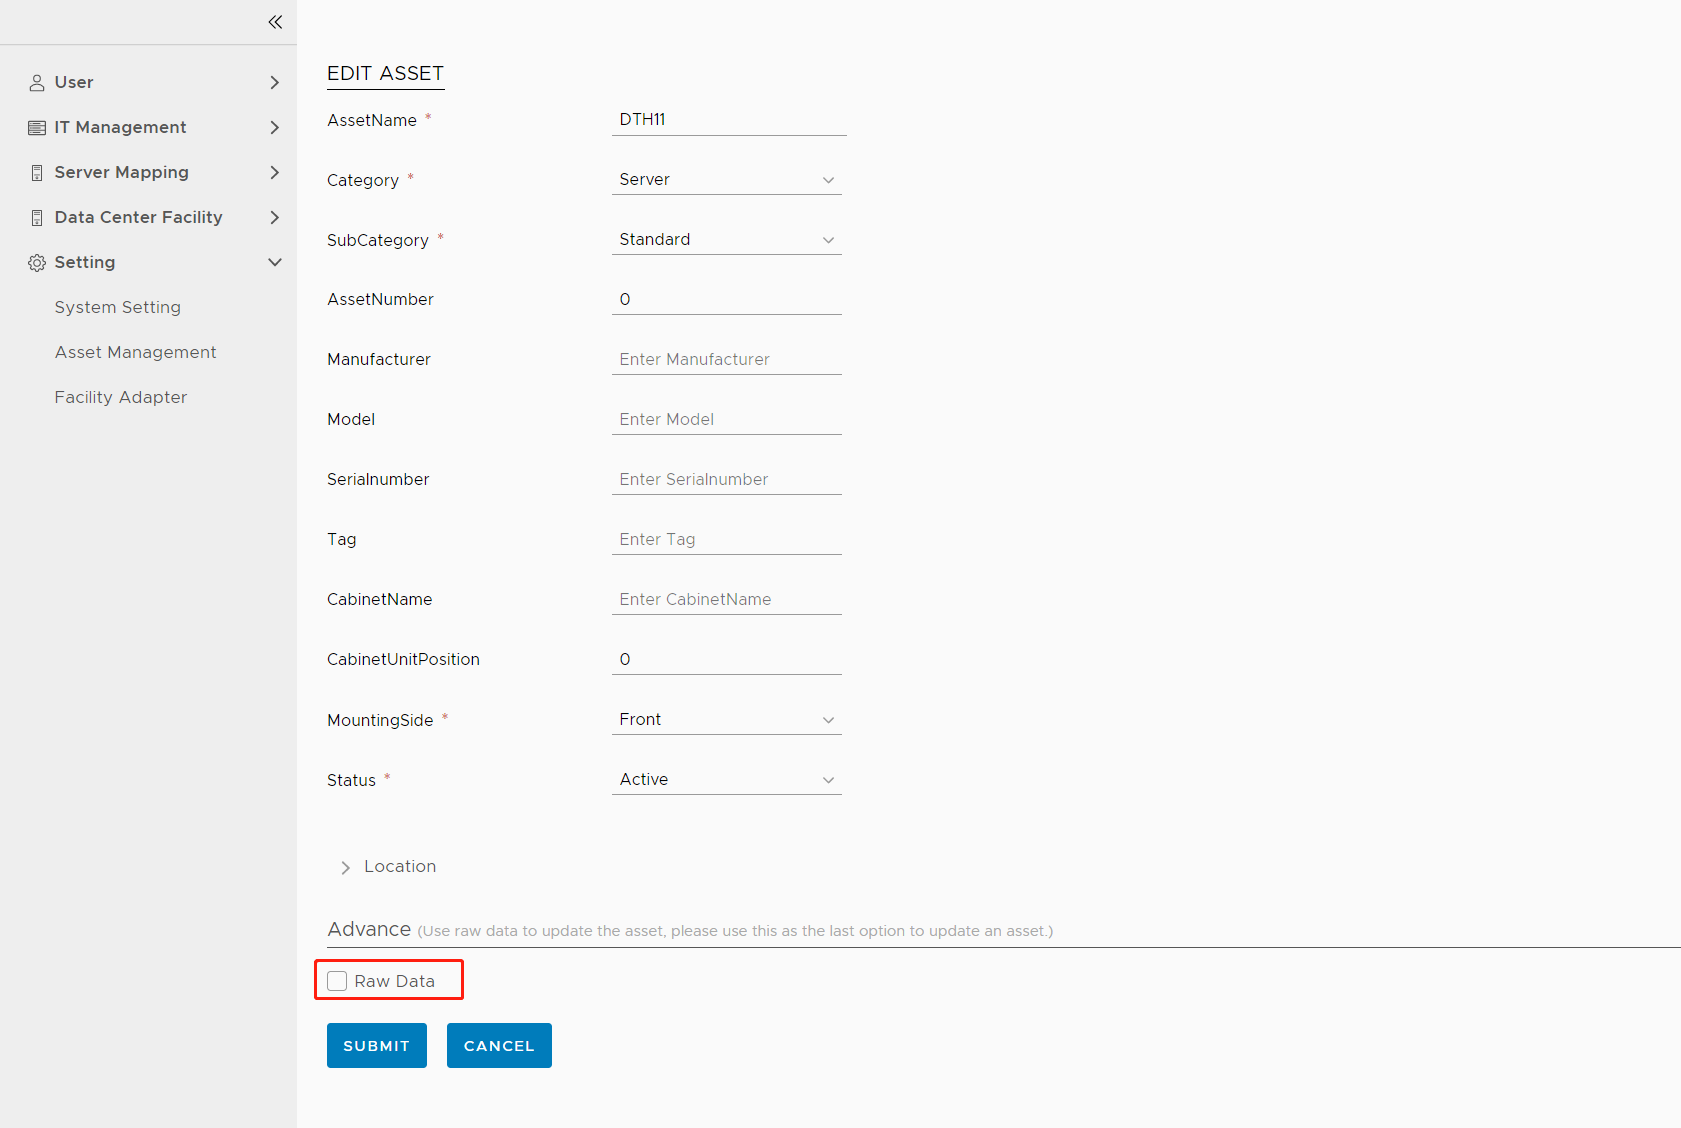 User
IT Management
Server Mapping
Data Center Facility
Setting
System Setting
Asset Management
Facility Adapter
EDIT ASSET
AssetName * DTH11
Category * Server
SubCategory * Standard
AssetNumber 0
Manufacturer Enter Manufacturer
Model Enter Model
Serialnumber Enter Serialnumber
Tag Enter Tag
CabinetName Enter CabinetName
CabinetUnitPosition 0
MountingSide * Front
Status * Active
Location
Advance (Use raw data to update the asset, please use this as the last option to update an asset.)
Raw Data
SUBMIT CANCEL